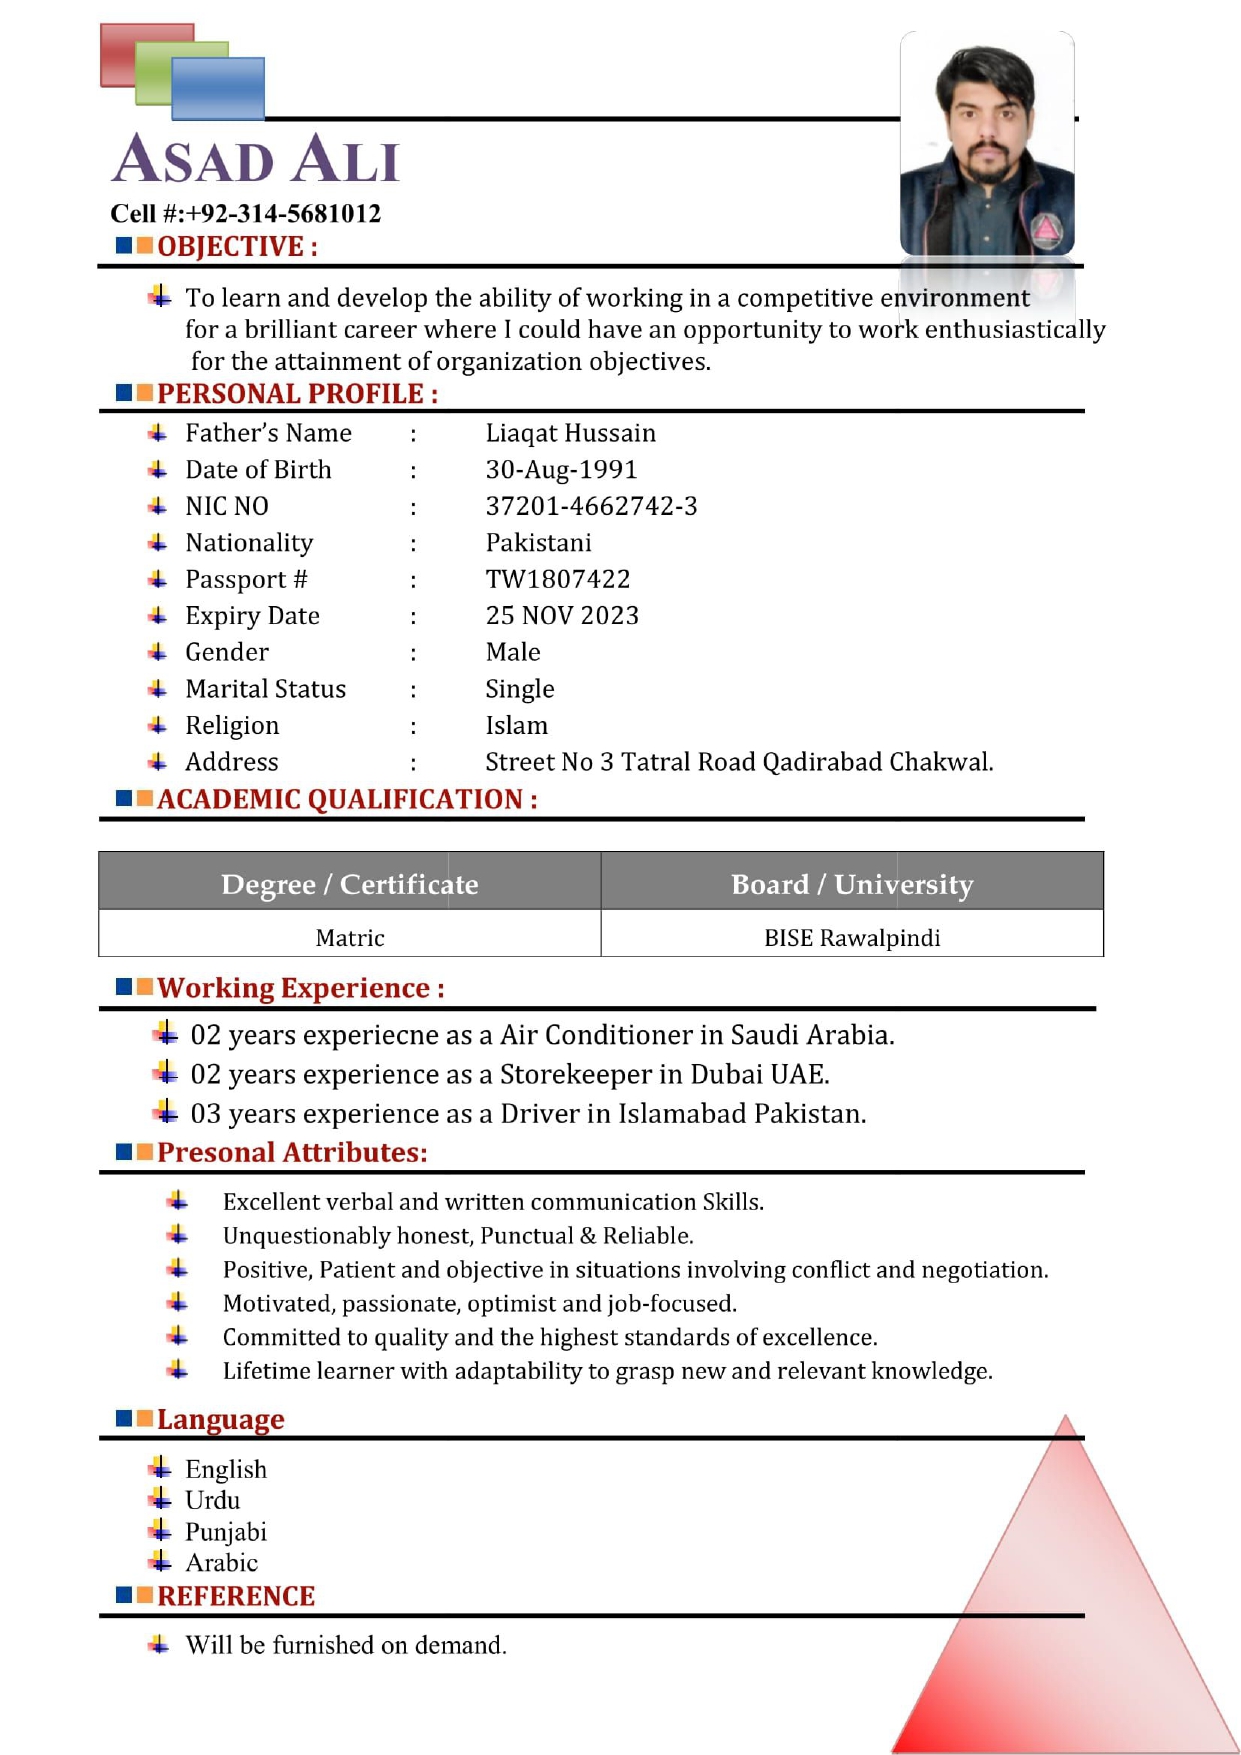 ASAD ALI
Cell #:+92-314-5681012
OBJECTIVE :
To learn and develop the ability of working in a competitive environment
for a brilliant career where I could have an opportunity to work enthusiastically
for the attainment of organization objectives.
PERSONAL PROFILE :
Father’s Name : Liaqat Hussain
Date of Birth : 30-Aug-1991
NIC NO : 37201-4662742-3
Nationality : Pakistani
Passport # : TW1807422
Expiry Date : 25 NOV 2023
Gender : Male
Marital Status : Single
Religion : Islam
Address : Street No 3 Tatral Road Qadirabad Chakwal.
ACADEMIC QUALIFICATION :
Degree / Certificate Board / University
Matric BISE Rawalpindi
Working Experience :
02 years experiecne as a Air Conditioner in Saudi Arabia.
02 years experience as a Storekeeper in Dubai UAE.
03 years experience as a Driver in Islamabad Pakistan.
Presonal Attributes:
Excellent verbal and written communication Skills.
Unquestionably honest, Punctual & Reliable.
Positive, Patient and objective in situations involving conflict and negotiation.
Motivated, passionate, optimist and job-focused.
Committed to quality and the highest standards of excellence.
Lifetime learner with adaptability to grasp new and relevant knowledge.
Language
English
Urdu
Punjabi
Arabic
REFERENCE
Will be furnished on demand.